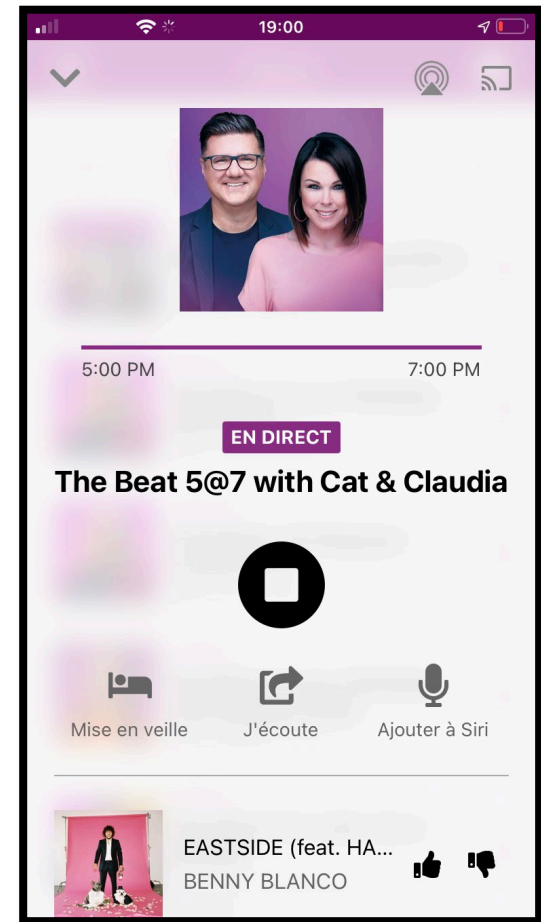 19:00
5:00 PM
7:00 PM
EN DIRECT
The Beat 5@7 with Cat & Claudia
Mise en veille
J'écoute
Ajouter à Siri
EASTSIDE (feat. HA...
BENNY BLANCO